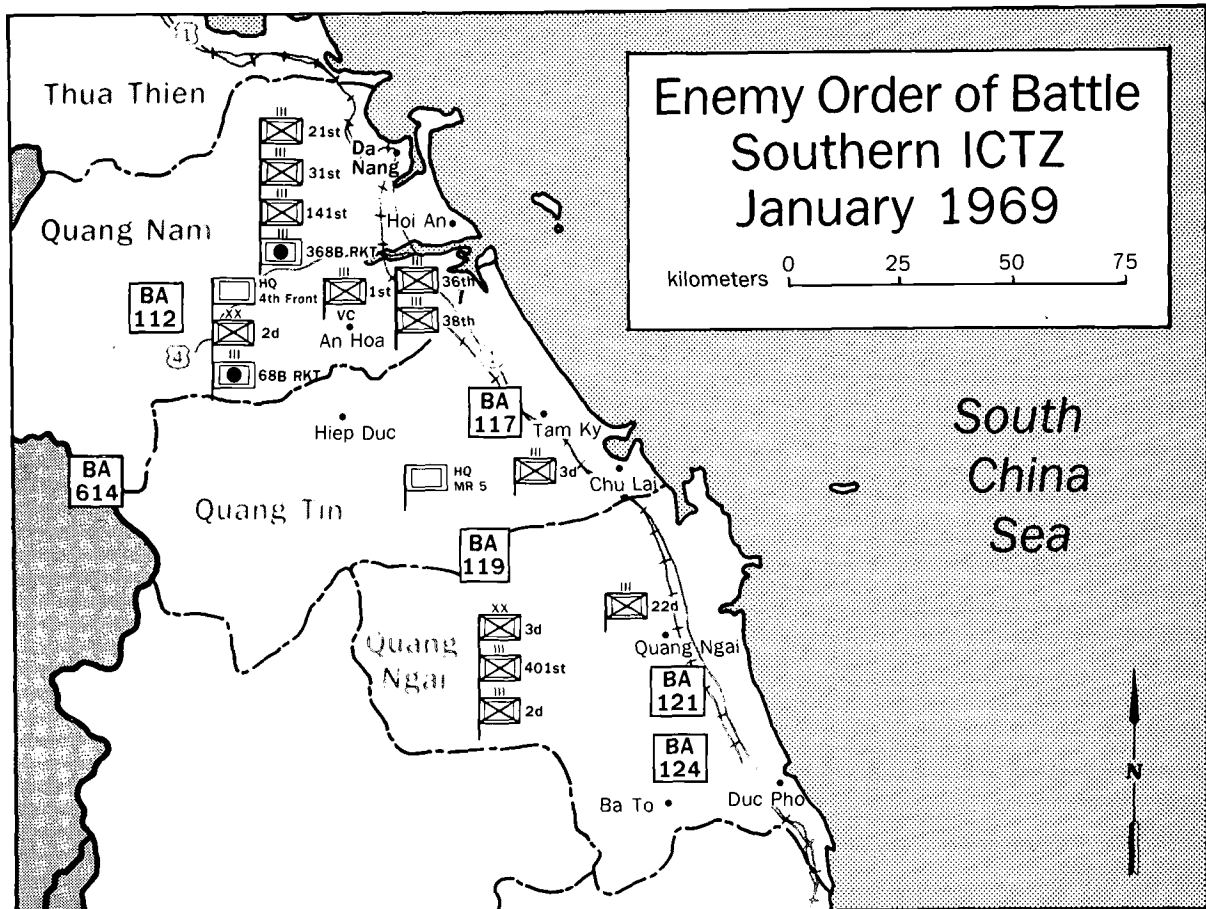 Enemy Order of Battle
Southern ICTZ
January 1969
kilometers 0 25 50 75
1
Thua Thien
21st
31st
141st
368B.RKT
Da
Nang
Hoi An
Quang Nam
BA
112
HQ
4th Front
XX
2d
4
68B RKT
1st
VC
An Hoa
36th
38th
BA
117
Hiep Duc
Tam Ky
BA
614
HQ
MR 5
3d
Chu Lai
Quang Tin
South
China
Sea
BA
119
XX
3d
401st
2d
Quang
Ngai
22d
Quang Ngai
BA
121
BA
124
Ba To
Duc Pho
N